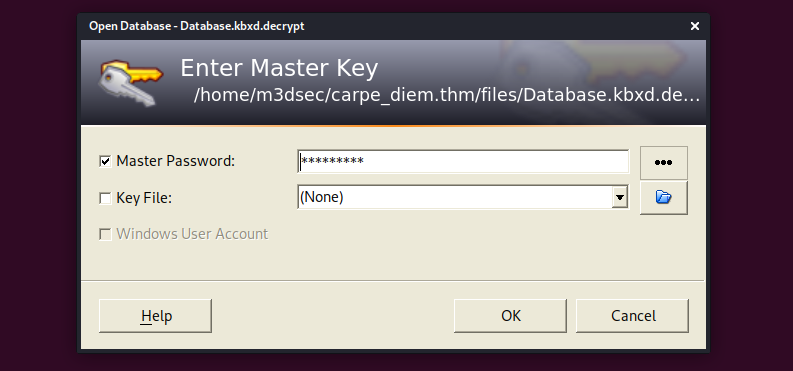 Open Database - Database.kbxd.decrypt
Enter Master Key
/home/m3dsec/carpe_diem.thm/files/Database.kbxd.de...
Master Password: *********
Key File: (None)
Windows User Account
Help OK Cancel